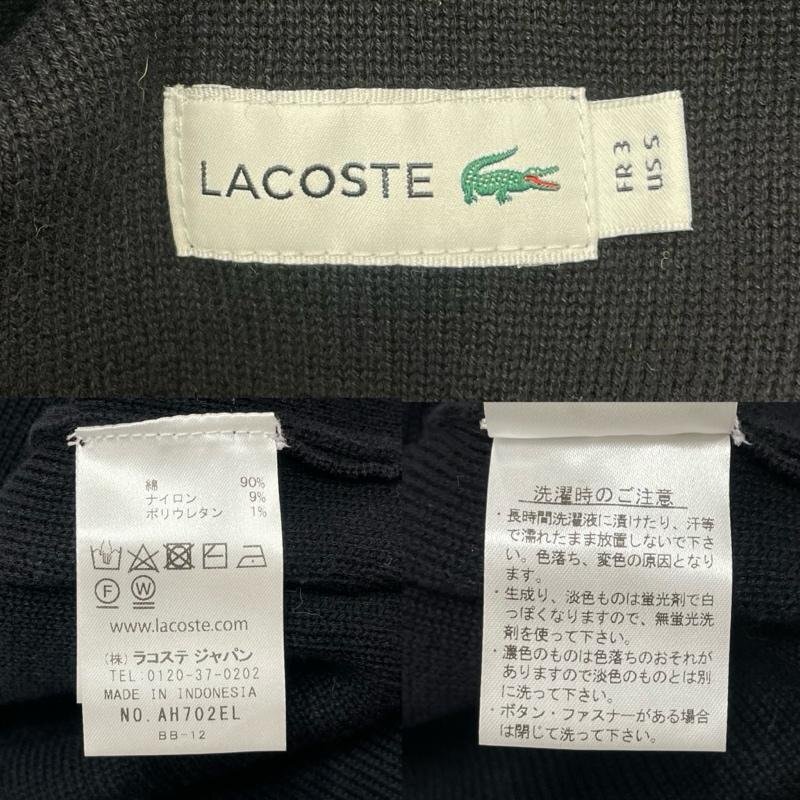 LACOSTE
FR 3
US S
綿 90%
ナイロン 9%
ポリウレタン 1%
F W
www.lacoste.com
(株) ラコステ ジャパン
TEL:0120-37-0202
MADE IN INDONESIA
NO. AH702EL
BB-12
洗濯時のご注意
・長時間洗濯液に漬けたり、汗等
で濡れたまま放置しないで下さ
い。色落ち、変色の原因となり
ます。
・生成り、淡色ものは蛍光剤で白
っぽくなりますので、無蛍光洗
剤を使って下さい。
・濃色のものは色落ちのおそれが
ありますので淡色のものとは別
に洗って下さい。
・ボタン・ファスナーがある場合
は閉じて洗って下さい。